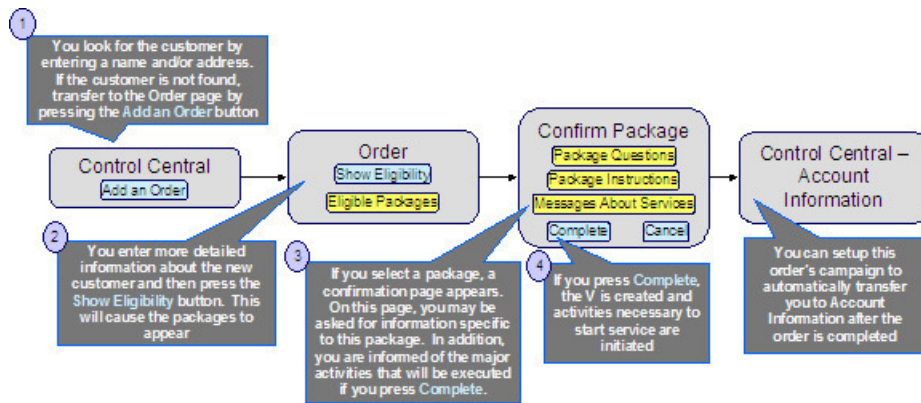 1
You look for the customer by
entering a name and/or address.
If the customer is not found,
transfer to the Order page by
pressing the Add an Order button
Control Central
Add an Order
Order
Show Eligibility
Eligible Packages
Confirm Package
Package Questions
Package Instructions
Messages About Services
Complete
Cancel
Control Central –
Account
Information
2
You enter more detailed
information about the new
customer and then press the
Show Eligibility button. This
will cause the packages to
appear
3
If you select a package, a
confirmation page appears.
On this page, you may be
asked for information specific
to this package. In addition,
you are informed of the major
activities that will be executed
if you press Complete.
4
If you press Complete,
the V is created and
activities necessary to
start service are
initiated
You can setup this
order's campaign to
automatically transfer
you to Account
Information after the
order is completed